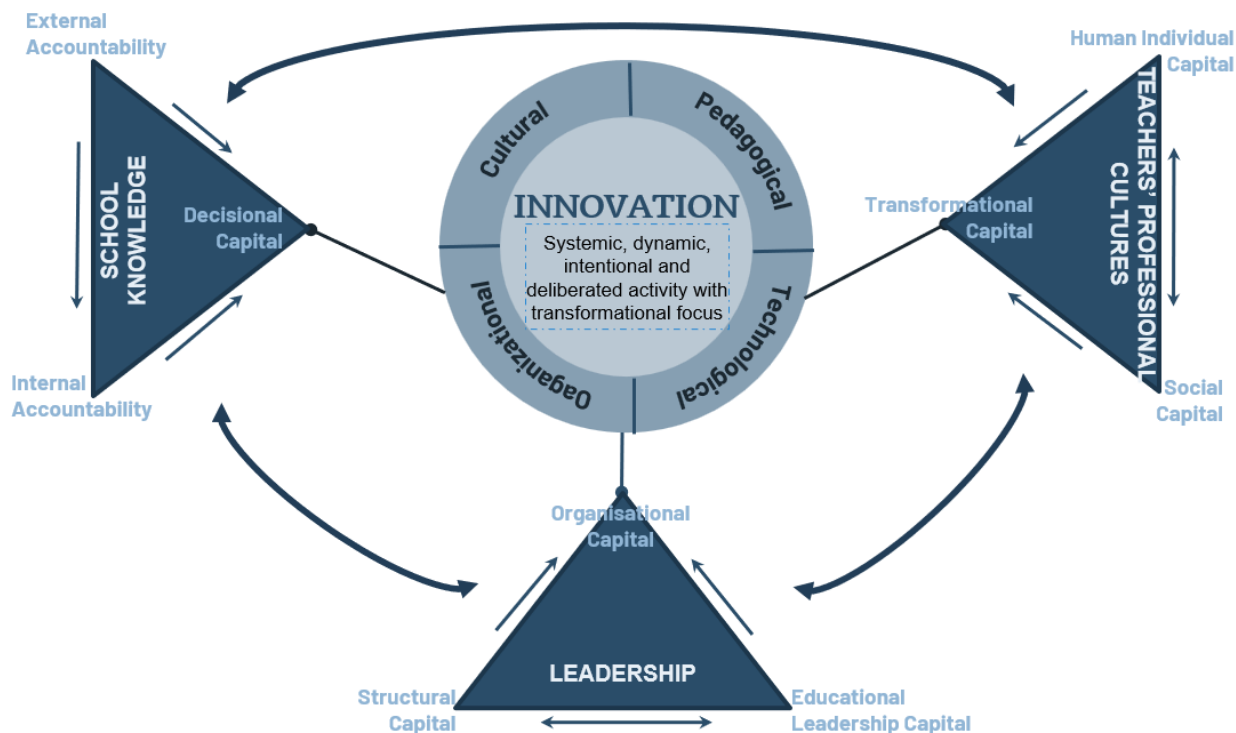 External
Accountability
SCHOOL
KNOWLEDGE
Decisional
Capital
Internal
Accountability
Cultural
Pedagogical
Oaganizational
Technological
INNOVATION
Systemic, dynamic,
intentional and
deliberated activity with
transformational focus
Human Individual
Capital
TEACHERS' PROFESSIONAL
CULTURES
Transformational
Capital
Social
Capital
Organisational
Capital
LEADERSHIP
Structural
Capital
Educational
Leadership Capital